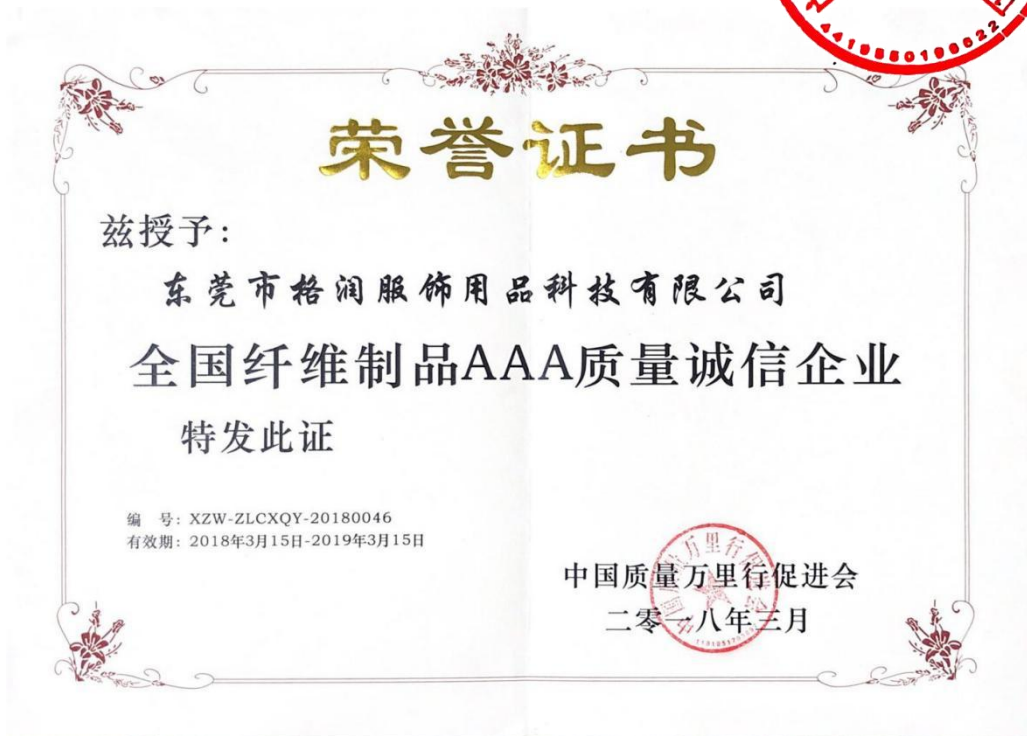 荣誉证书
兹授予：
东莞市格润服饰用品科技有限公司
全国纤维制品AAA质量诚信企业
特发此证
编 号：XZW-ZLCXQY-20180046
有效期：2018年3月15日-2019年3月15日
中国质量万里行促进会
二零一八年三月